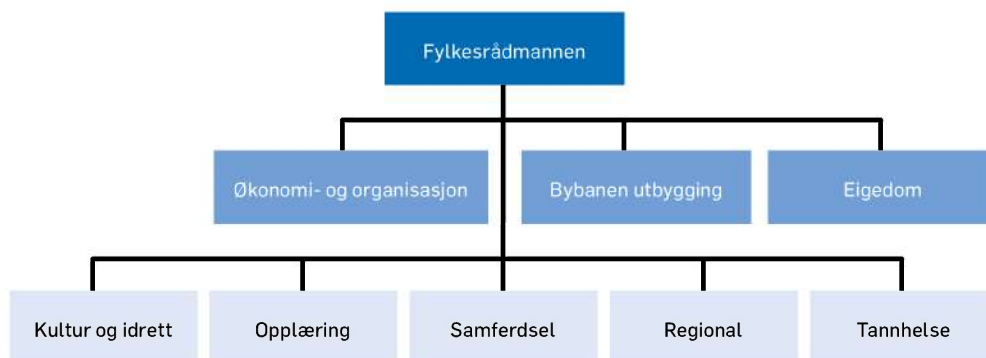 Fylkesrådmannen
Økonomi- og organisasjon
Bybanen utbygging
Eigedom
Kultur og idrett
Opplæring
Samferdsel
Regional
Tannhelse